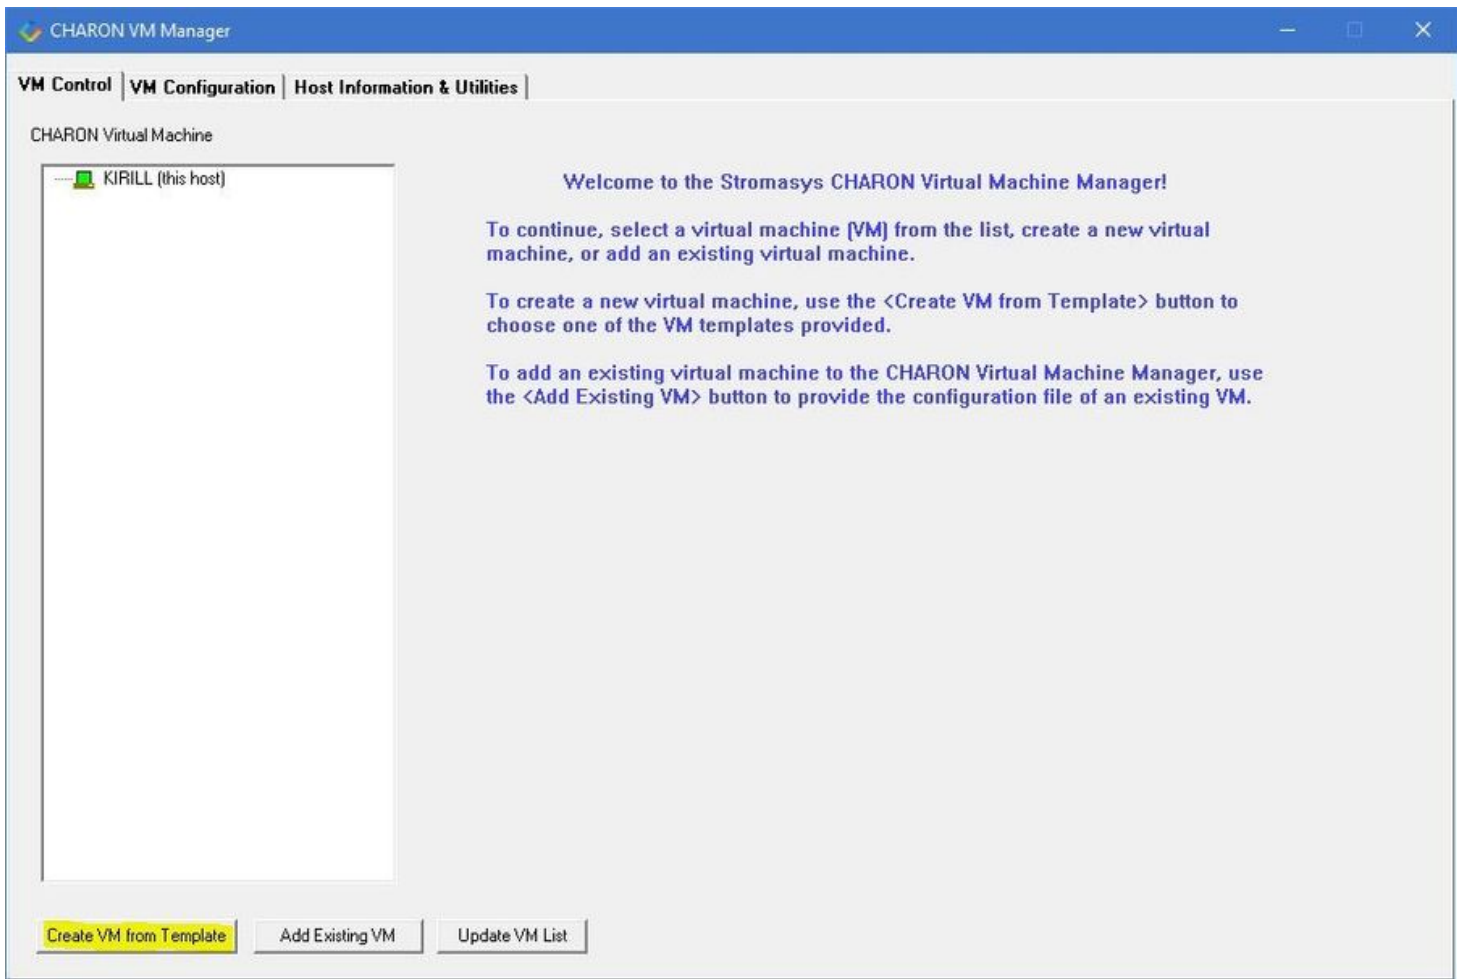 CHARON VM Manager
VM Control VM Configuration Host Information & Utilities
CHARON Virtual Machine
KIRILL (this host)
Welcome to the Stromasys CHARON Virtual Machine Manager!
To continue, select a virtual machine (VM) from the list, create a new virtual
machine, or add an existing virtual machine.
To create a new virtual machine, use the <Create VM from Template> button to
choose one of the VM templates provided.
To add an existing virtual machine to the CHARON Virtual Machine Manager, use
the <Add Existing VM> button to provide the configuration file of an existing VM.
Create VM from Template Add Existing VM Update VM List